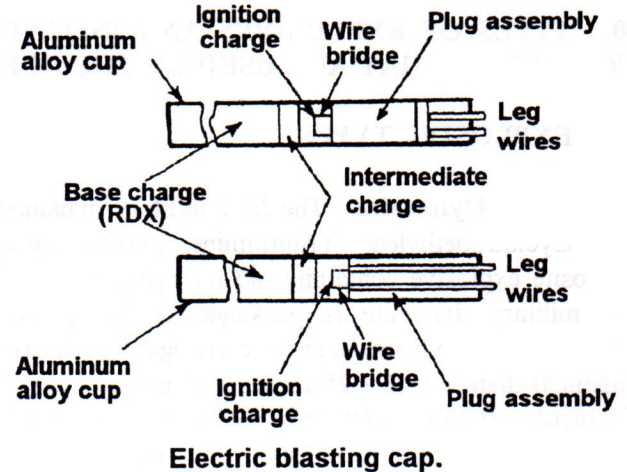 Ignition
charge
Wire
bridge
Plug assembly
Aluminum
alloy cup
Leg
wires
Base charge
(RDX)
Intermediate
charge
Leg
wires
Aluminum
alloy cup
Ignition
charge
Wire
bridge
Plug assembly
Electric blasting cap.